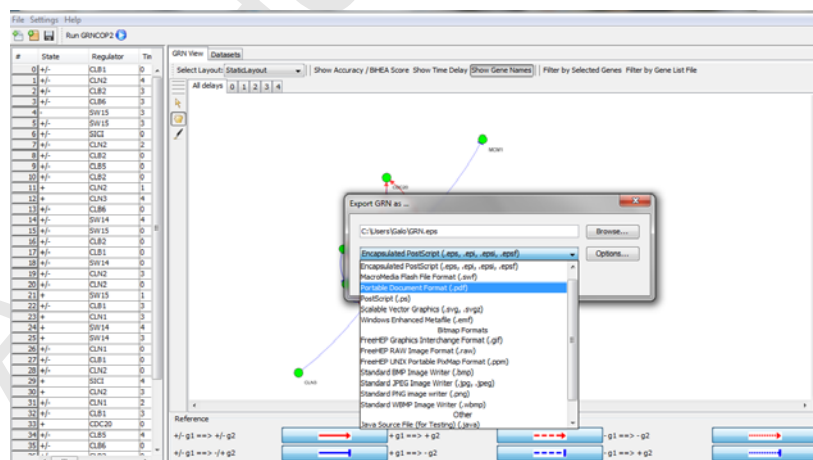 File Settings Help
Run GRNCOP2
# State Regulator Tim
0 +/- CLB1 0
1 +/- CLN2 4
2 +/- CLB2 3
3 +/- CLB6 3
4 - SW15 3
5 +/- SW15 3
6 +/- SICI 0
7 +/- CLN2 2
8 +/- CLB2 0
9 +/- CLB5 0
10 +/- CLB2 0
11 + CLN2 1
12 + CLN3 4
13 +/- CLB6 0
14 +/- SW14 4
15 +/- SW15 0
16 +/- CLB2 0
17 +/- CLB1 0
18 +/- SW14 0
19 +/- CLN2 3
20 +/- CLN2 0
21 + SW15 1
22 +/- CLB1 3
23 + CLN1 3
24 + SW14 4
25 + SW14 3
26 +/- CLN1 0
27 +/- CLB1 0
28 +/- CLN2 0
29 + SICI 4
30 + CLN2 3
31 +/- CLN1 2
32 +/- CLB1 3
33 + CDC20 0
34 +/- CLB5 4
35 +/- CLB6 0
GRN View Datasets
Select Layout: StaticLayout Show Accuracy / BHEA Score Show Time Delay Show Gene Names Filter by Selected Genes Filter by Gene List File
All delays 0 1 2 3 4
MCM1
CDC20
CLN3
Export GRN as ...
C:\Users\Galo\GRN.eps Browse...
Encapsulated PostScript (.eps, .epi, .epsi, .epsf) Options...
Encapsulated PostScript (.eps, .epi, .epsi, .epsf)
MacroMedia Flash File Format (.swf)
Portable Document Format (.pdf)
PostScript (.ps)
Scalable Vector Graphics (.svg, .svgz)
Windows Enhanced Metafile (.emf)
Bitmap Formats
FreeHEP Graphics Interchange Format (.gif)
FreeHEP RAW Image Format (.raw)
FreeHEP UNIX Portable PixMap Format (.ppm)
Standard BMP Image Writer (.bmp)
Standard JPEG Image Writer (.jpg, .jpeg)
Standard PNG image writer (.png)
Standard WBMP Image Writer (.wbmp)
Other
Java Source File (for Testing) (.java)
Reference
+/- g1 ==> +/- g2 + g1 ==> + g2 - g1 ==> - g2
+/- g1 ==> -/+ g2 + g1 ==> - g2 - g1 ==> + g2